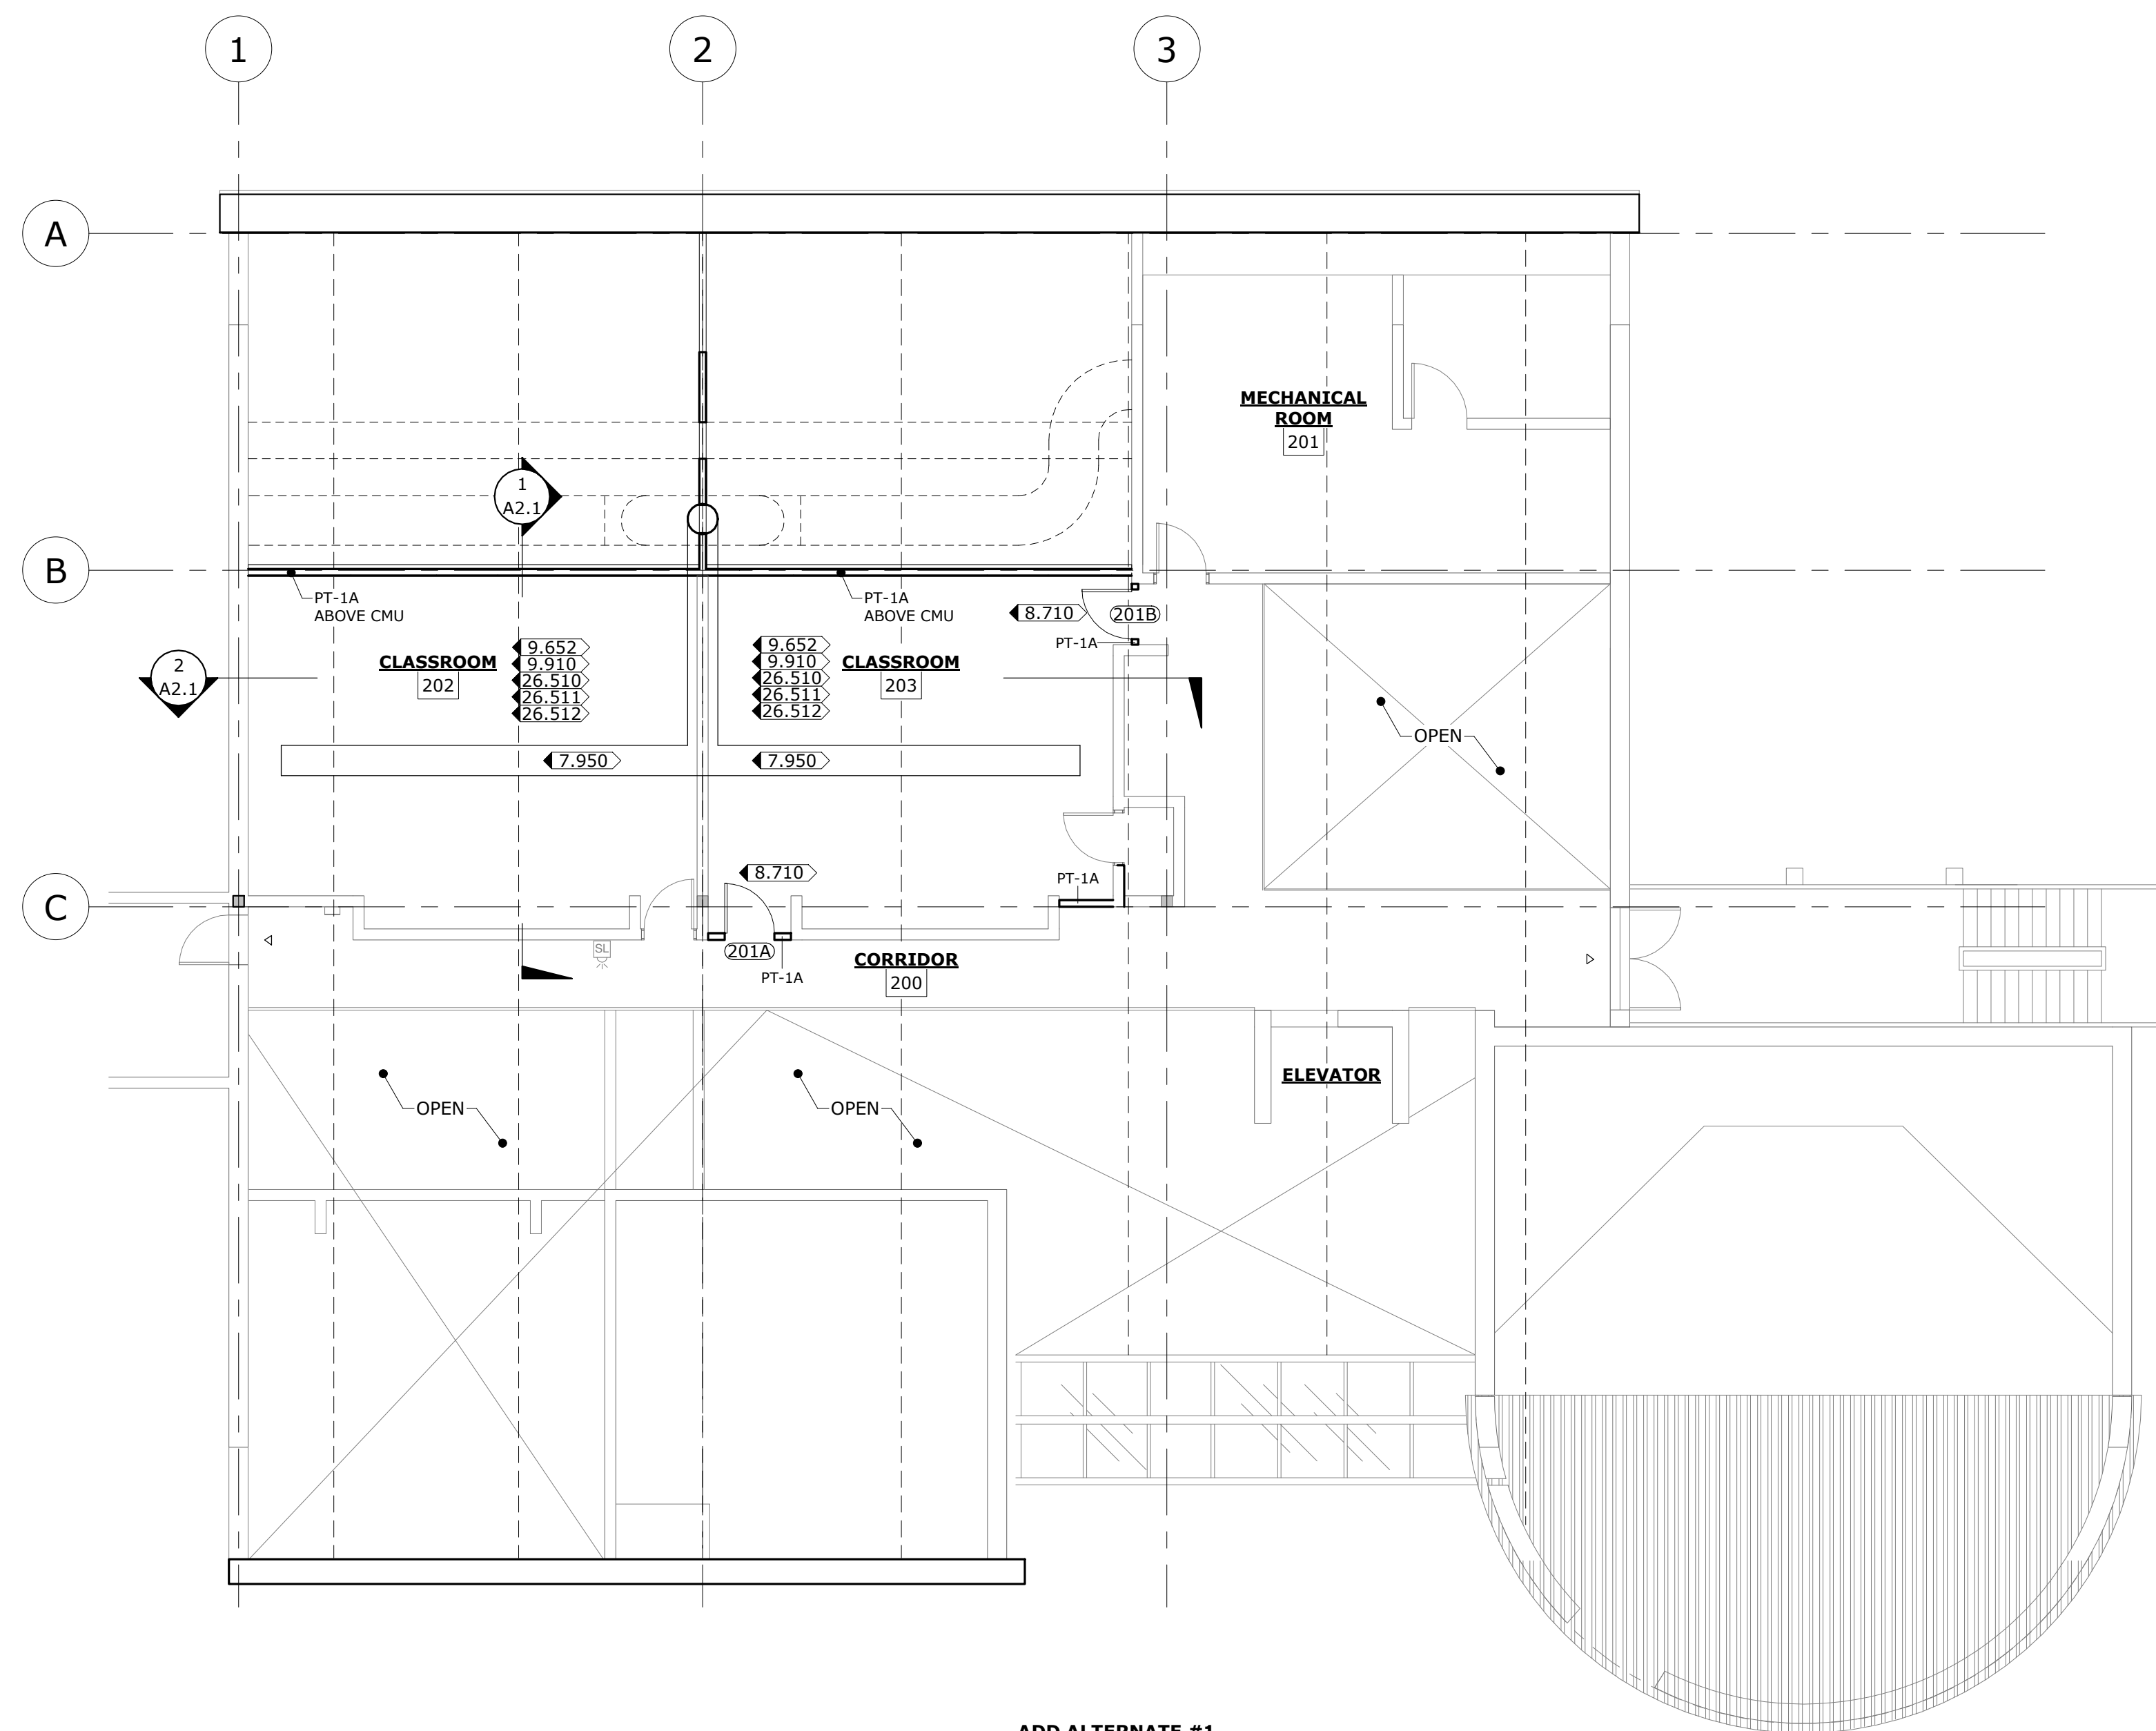 1
2
3
A
MECHANICAL
ROOM
201
1
A2.1
B
PT-1A
ABOVE CMU
PT-1A
ABOVE CMU
8.710
201B
PT-1A
2
A2.1
CLASSROOM
202
9.652
9.910
26.510
26.511
26.512
9.652
9.910
26.510
26.511
26.512
CLASSROOM
203
OPEN
7.950
7.950
8.710
PT-1A
C
SL
201A
PT-1A
CORRIDOR
200
ELEVATOR
OPEN
OPEN
ADD ALTERNATE #1